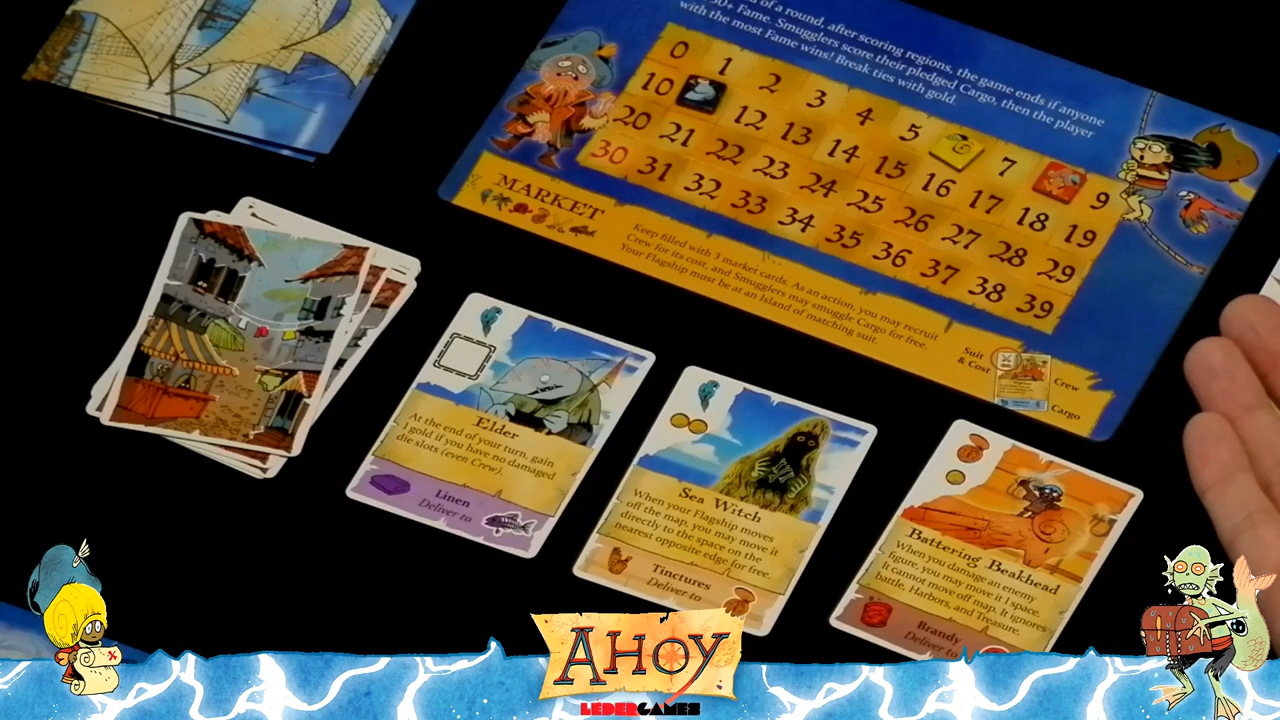 of a round, after scoring regions, the game ends if anyone
30+ Fame. Smugglers score their pledged Cargo, then the player
with the most Fame wins! Break ties with gold.
0 1 2 3 4 5 7 9
10 12 13 14 15 16 17 18 19
20 21 22 23 24 25 26 27 28 29
30 31 32 33 34 35 36 37 38 39
MARKET
Keep filled with 3 market cards. As an action, you may recruit
Crew for its cost, and Smugglers may smuggle Cargo for free.
Your Flagship must be at an Island of matching suit.
Suit
& Cost
Crew
Cargo
Elder
At the end of your turn, gain
1 gold if you have no damaged
die slots (even Crew).
Linen
Deliver to
Sea Witch
When your Flagship moves
off the map, you may move it
directly to the space on the
nearest opposite edge for free.
Tinctures
Deliver to
Battering Beakhead
When you damage an enemy
figure, you may move it 1 space.
It cannot move off map. It ignores
battle, Harbors, and Treasure.
Brandy
Deliver to
AHOY
LEDERGAMES